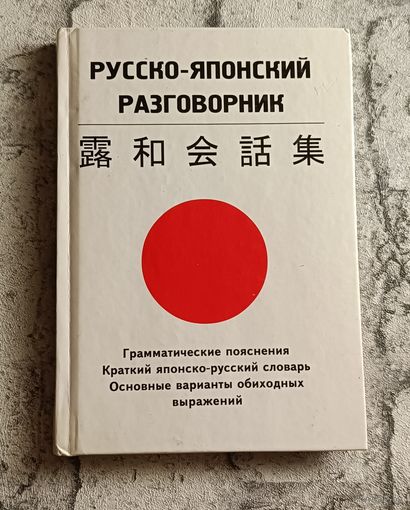 РУССКО-ЯПОНСКИЙ
РАЗГОВОРНИК
露和会話集
Грамматические пояснения
Краткий японско-русский словарь
Основные варианты обиходных
выражений